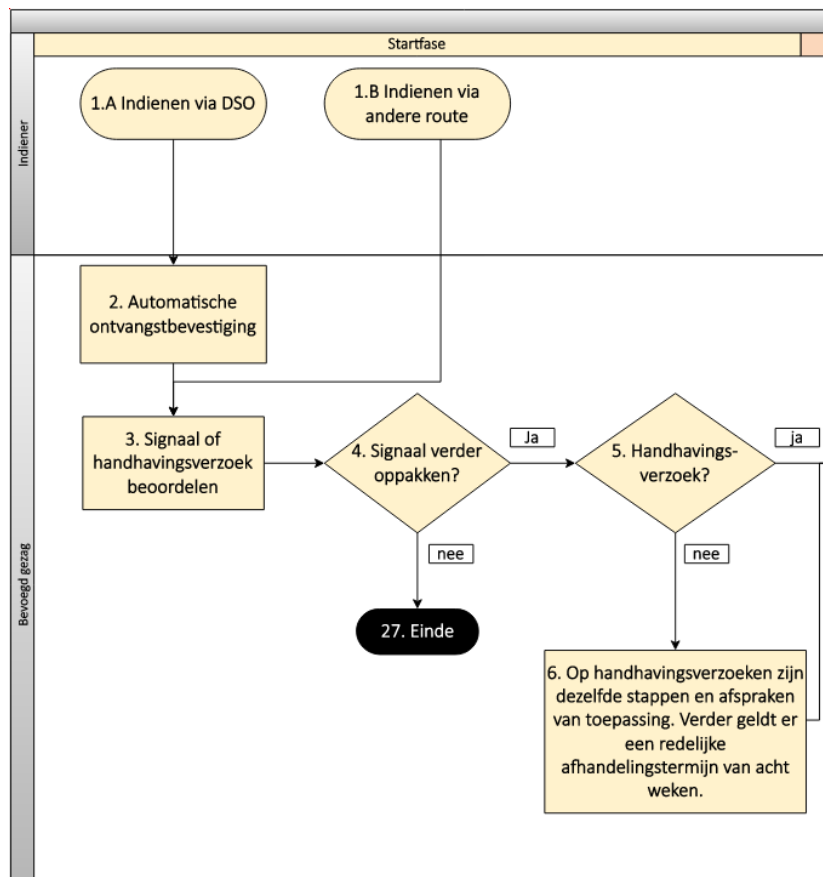 Startfase
Indiener
1.A Indienen via DSO
1.B Indienen via
andere route
Bevoegd gezag
2. Automatische
ontvangstbevestiging
3. Signaal of
handhavingsverzoek
beoordelen
4. Signaal verder
oppakken?
Ja
5. Handhavings-
verzoek?
ja
nee
nee
27. Einde
6. Op handhavingsverzoeken zijn
dezelfde stappen en afspraken
van toepassing. Verder geldt er
een redelijke
afhandelingstermijn van acht
weken.